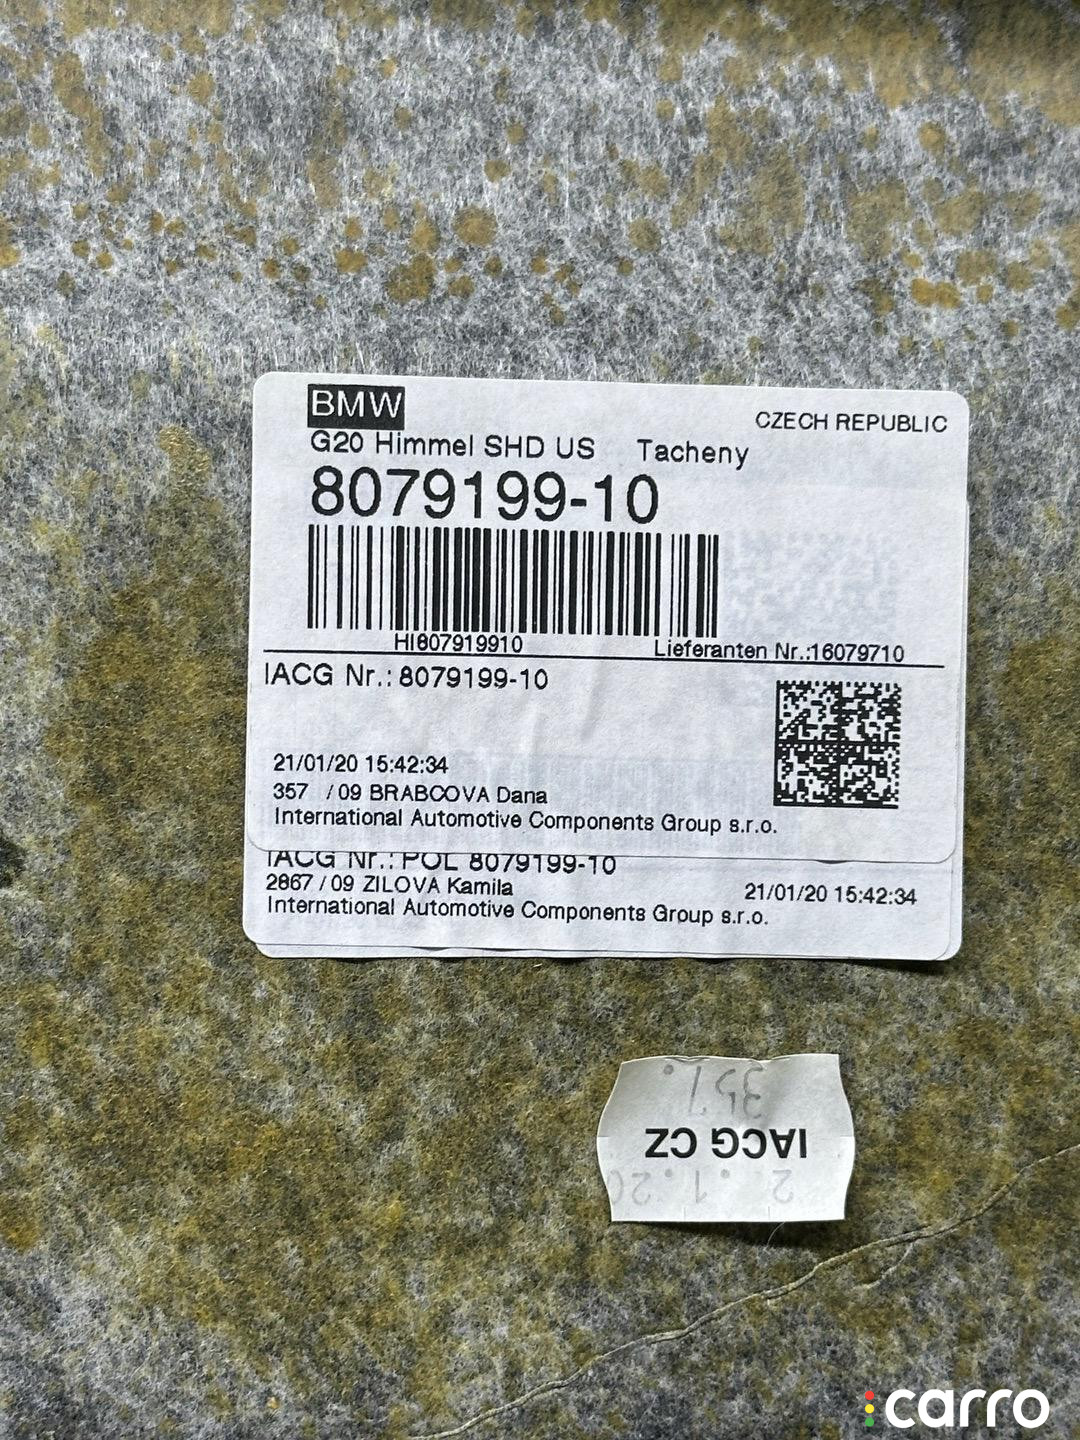 BMW
CZECH REPUBLIC
G20 Himmel SHD US Tacheny
8079199-10
HI807919910
Lieferanten Nr.:16079710
IACG Nr.: 8079199-10
21/01/20 15:42:34
357 / 09 BRABCOVA Dana
International Automotive Components Group s.r.o.
IACG Nr.: POL 8079199-10
2867 / 09 ZILOVA Kamila
21/01/20 15:42:34
International Automotive Components Group s.r.o.
IACG CZ
357.
carro